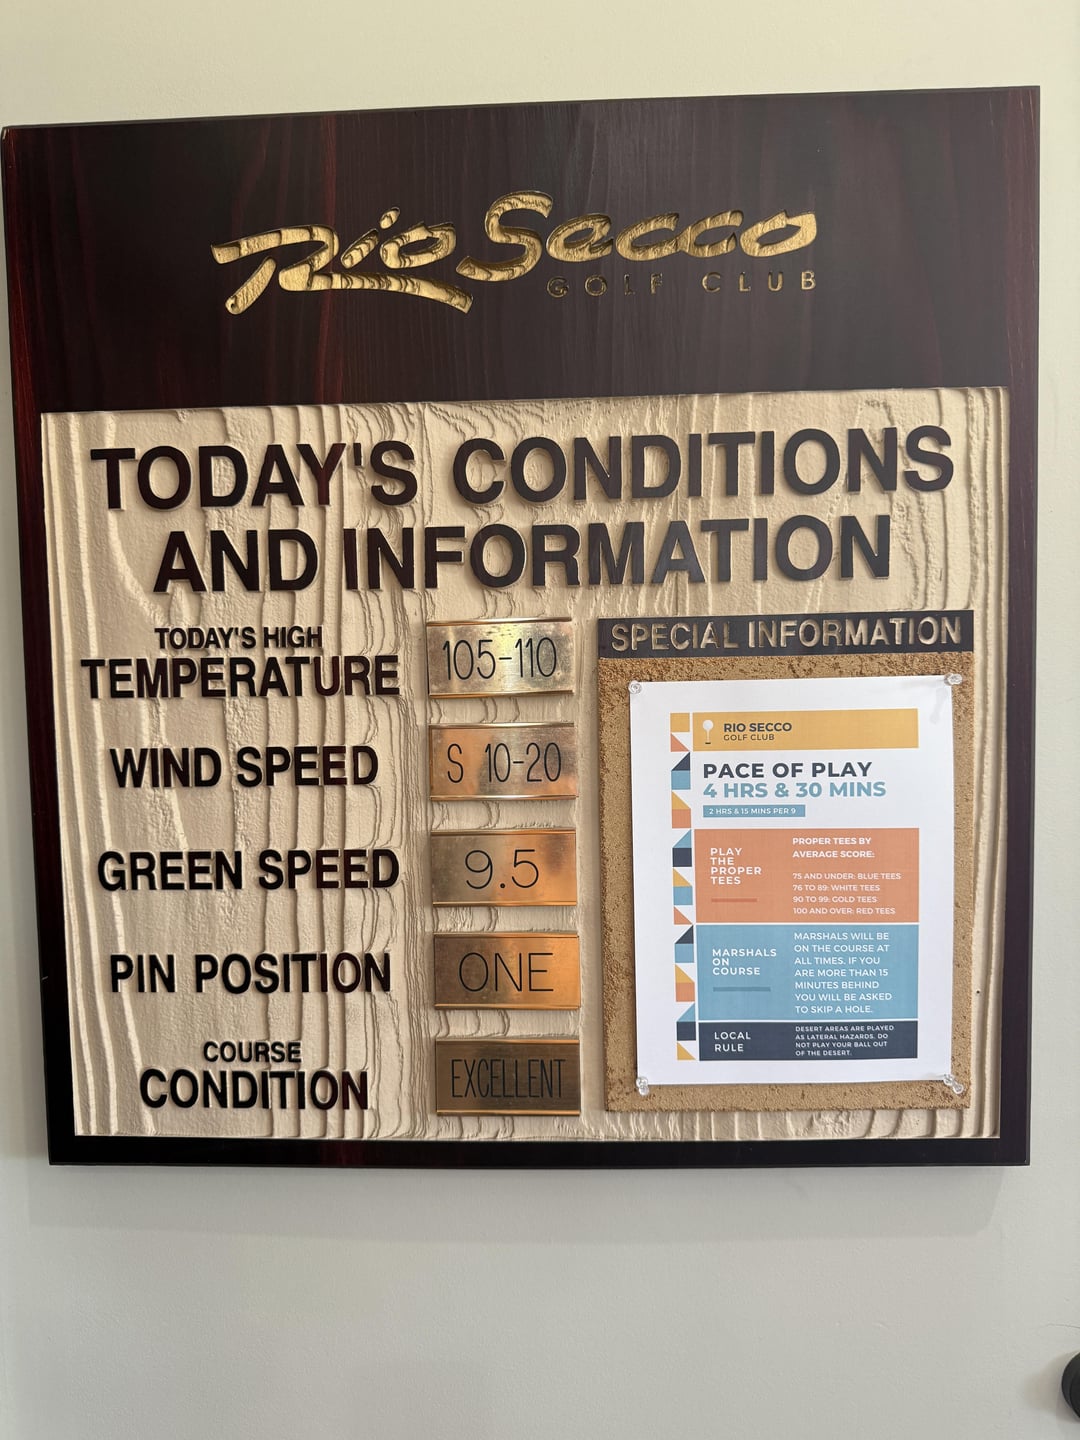 Rio Secco
GOLF CLUB
TODAY'S CONDITIONS
AND INFORMATION
TODAY'S HIGH
TEMPERATURE
105-110
WIND SPEED
S 10-20
GREEN SPEED
9.5
PIN POSITION
ONE
COURSE
CONDITION
EXCELLENT
SPECIAL INFORMATION
RIO SECCO
GOLF CLUB
PACE OF PLAY
4 HRS & 30 MINS
2 HRS & 15 MINS PER 9
PLAY
THE
PROPER
TEES
PROPER TEES BY
AVERAGE SCORE:
75 AND UNDER: BLUE TEES
76 TO 89: WHITE TEES
90 TO 99: GOLD TEES
100 AND OVER: RED TEES
MARSHALS
ON
COURSE
MARSHALS WILL BE
ON THE COURSE AT
ALL TIMES. IF YOU
ARE MORE THAN 15
MINUTES BEHIND
YOU WILL BE ASKED
TO SKIP A HOLE.
LOCAL
RULE
DESERT AREAS ARE PLAYED
AS LATERAL HAZARDS. DO
NOT PLAY YOUR BALL OUT
OF THE DESERT.